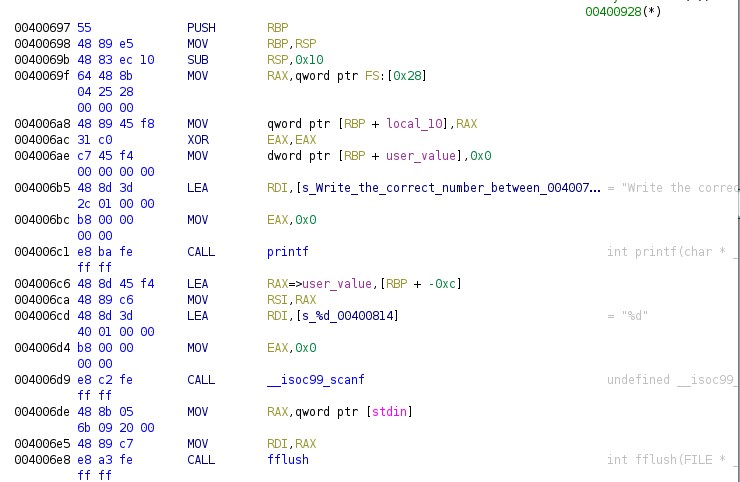 00400928(*)
00400697 55 PUSH RBP
00400698 48 89 e5 MOV RBP,RSP
0040069b 48 83 ec 10 SUB RSP,0x10
0040069f 64 48 8b MOV RAX,qword ptr FS:[0x28]
04 25 28
00 00 00
004006a8 48 89 45 f8 MOV qword ptr [RBP + local_10],RAX
004006ac 31 c0 XOR EAX,EAX
004006ae c7 45 f4 MOV dword ptr [RBP + user_value],0x0
00 00 00 00
004006b5 48 8d 3d LEA RDI,[s_Write_the_correct_number_between_004007... = "Write the correc
2c 01 00 00
004006bc b8 00 00 MOV EAX,0x0
00 00
004006c1 e8 ba fe CALL printf int printf(char * _
ff ff
004006c6 48 8d 45 f4 LEA RAX=>user_value,[RBP + -0xc]
004006ca 48 89 c6 MOV RSI,RAX
004006cd 48 8d 3d LEA RDI,[s_%d_00400814] = "%d"
40 01 00 00
004006d4 b8 00 00 MOV EAX,0x0
00 00
004006d9 e8 c2 fe CALL __isoc99_scanf undefined __isoc99_
ff ff
004006de 48 8b 05 MOV RAX,qword ptr [stdin]
6b 09 20 00
004006e5 48 89 c7 MOV RDI,RAX
004006e8 e8 a3 fe CALL fflush int fflush(FILE * _
ff ff